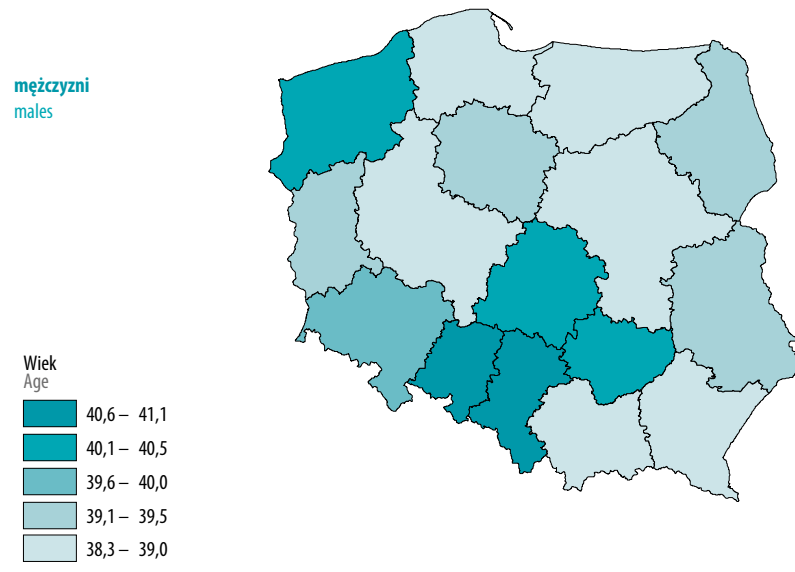 mężczyzni
males
Wiek
Age
40,6 – 41,1
40,1 – 40,5
39,6 – 40,0
39,1 – 39,5
38,3 – 39,0